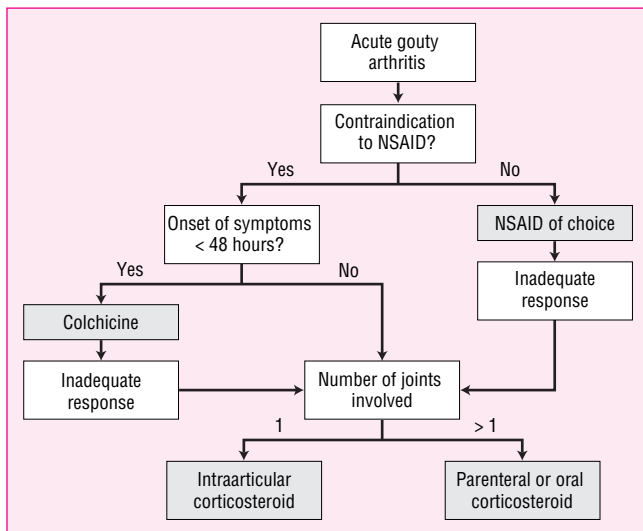 Acute gouty
arthritis
Contraindication
to NSAID?
Yes
No
Onset of symptoms
< 48 hours?
NSAID of choice
Yes
No
Inadequate
response
Colchicine
Inadequate
response
Number of joints
involved
1
> 1
Intraarticular
corticosteroid
Parenteral or oral
corticosteroid